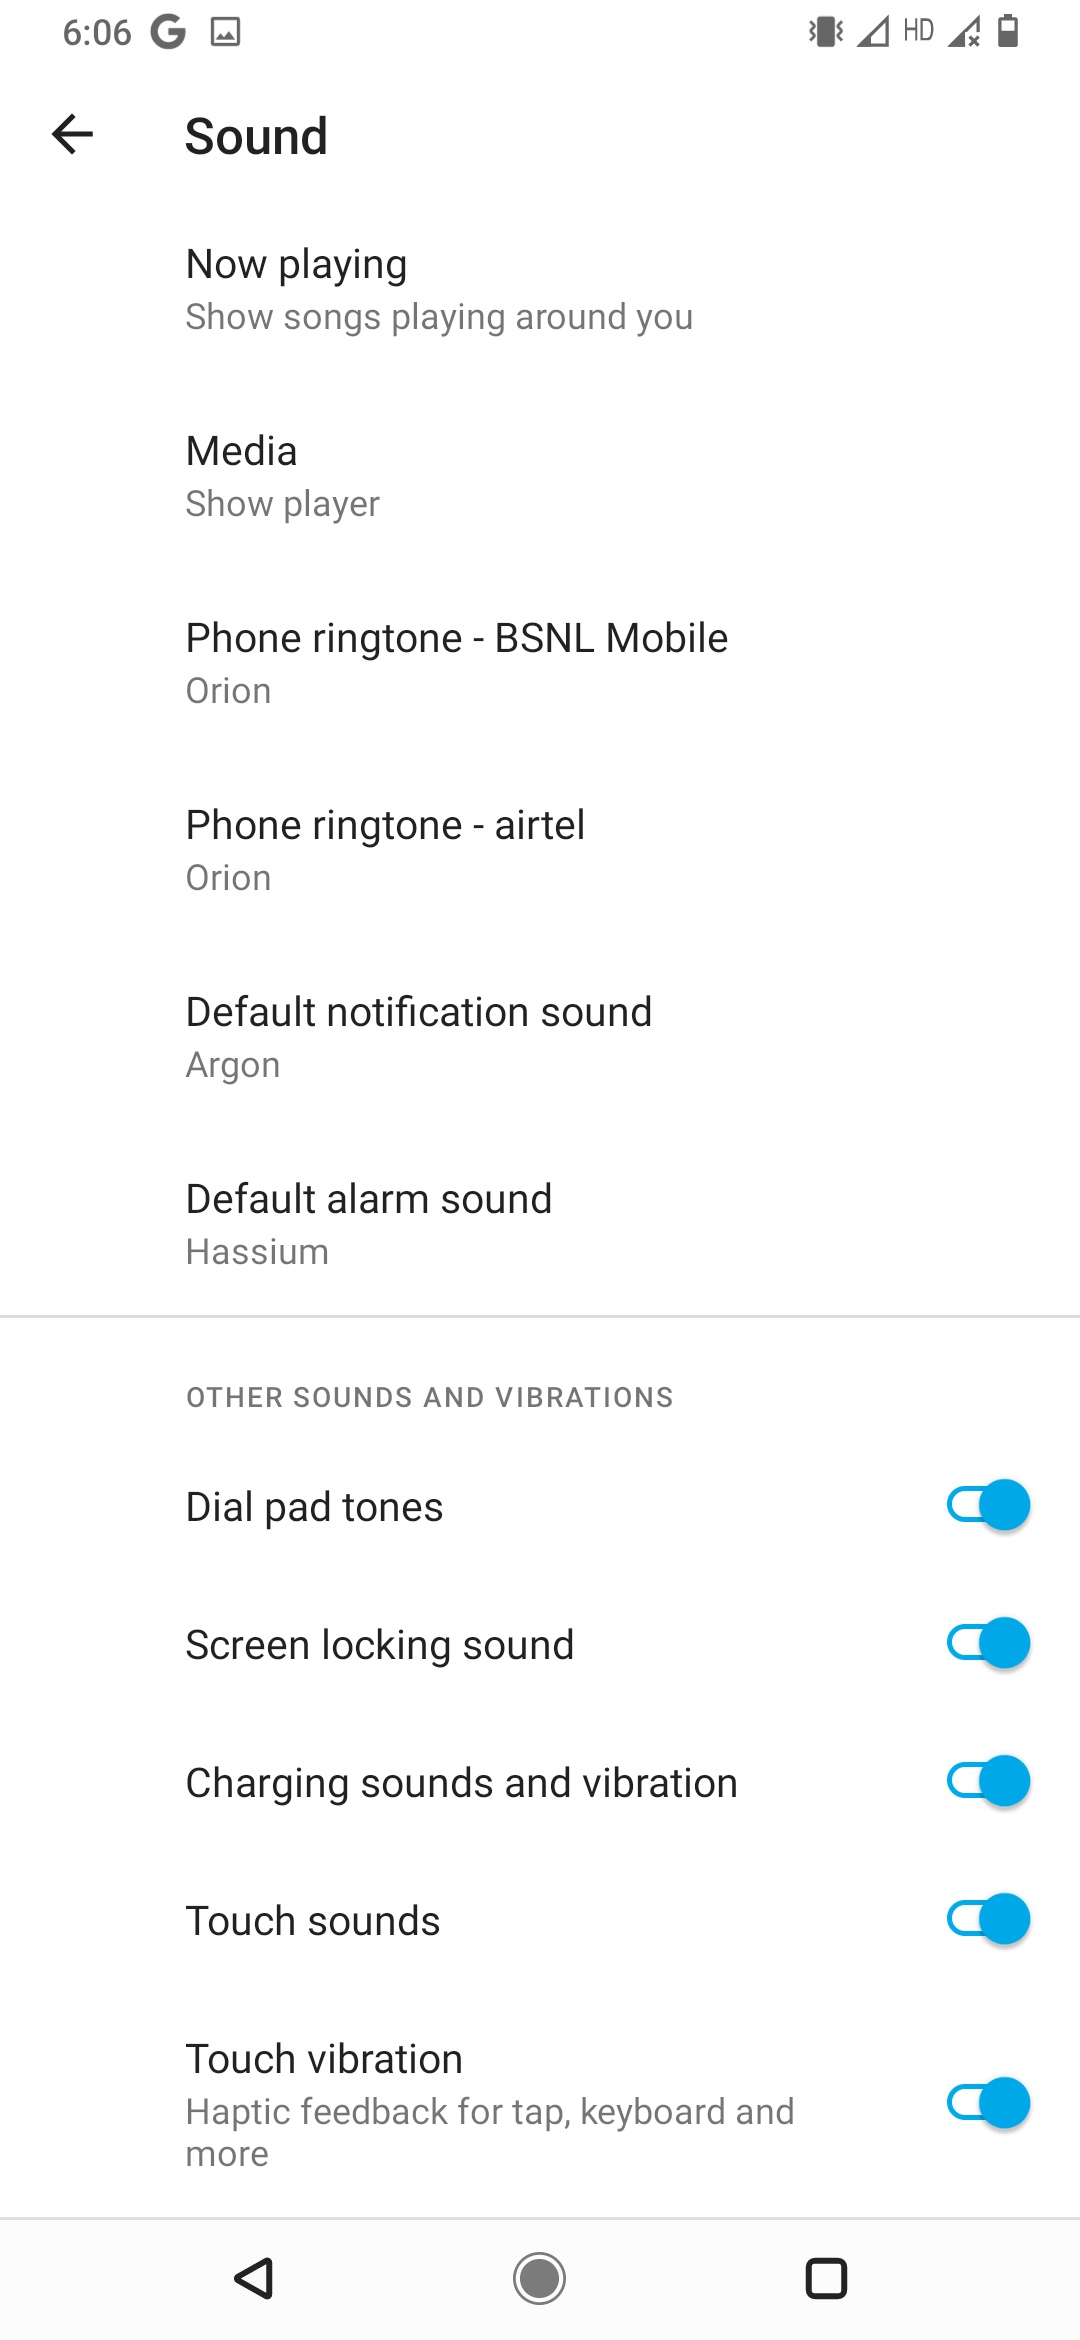 6:06 G HD
Sound
Now playing
Show songs playing around you
Media
Show player
Phone ringtone - BSNL Mobile
Orion
Phone ringtone - airtel
Orion
Default notification sound
Argon
Default alarm sound
Hassium
OTHER SOUNDS AND VIBRATIONS
Dial pad tones
Screen locking sound
Charging sounds and vibration
Touch sounds
Touch vibration
Haptic feedback for tap, keyboard and
more